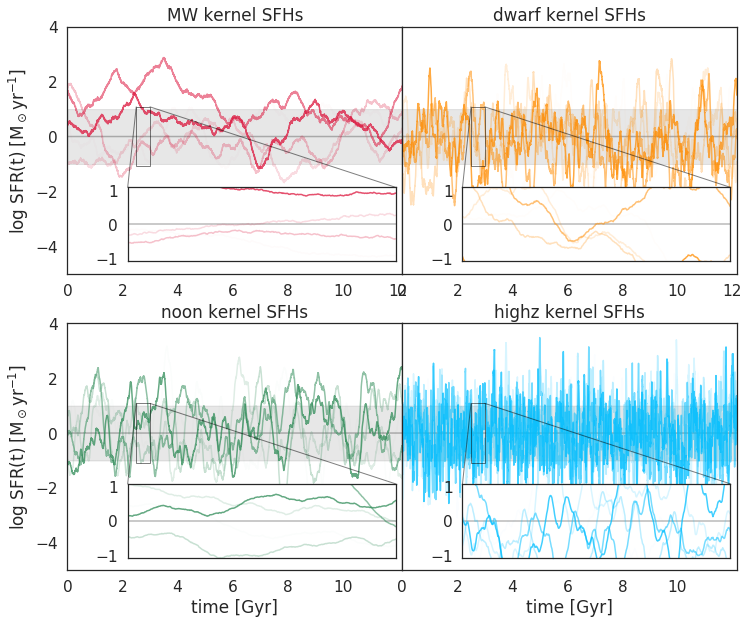 MW kernel SFHs
dwarf kernel SFHs
log SFR(t) [M⊙yr⁻¹]
4
2
0
−2
−4
1
0
−1
1
0
−1
0 2 4 6 8 10 12
0 2 4 6 8 10 12
noon kernel SFHs
highz kernel SFHs
log SFR(t) [M⊙yr⁻¹]
4
2
0
−2
−4
1
0
−1
1
0
−1
0 2 4 6 8 10
0 2 4 6 8 10
time [Gyr]
time [Gyr]